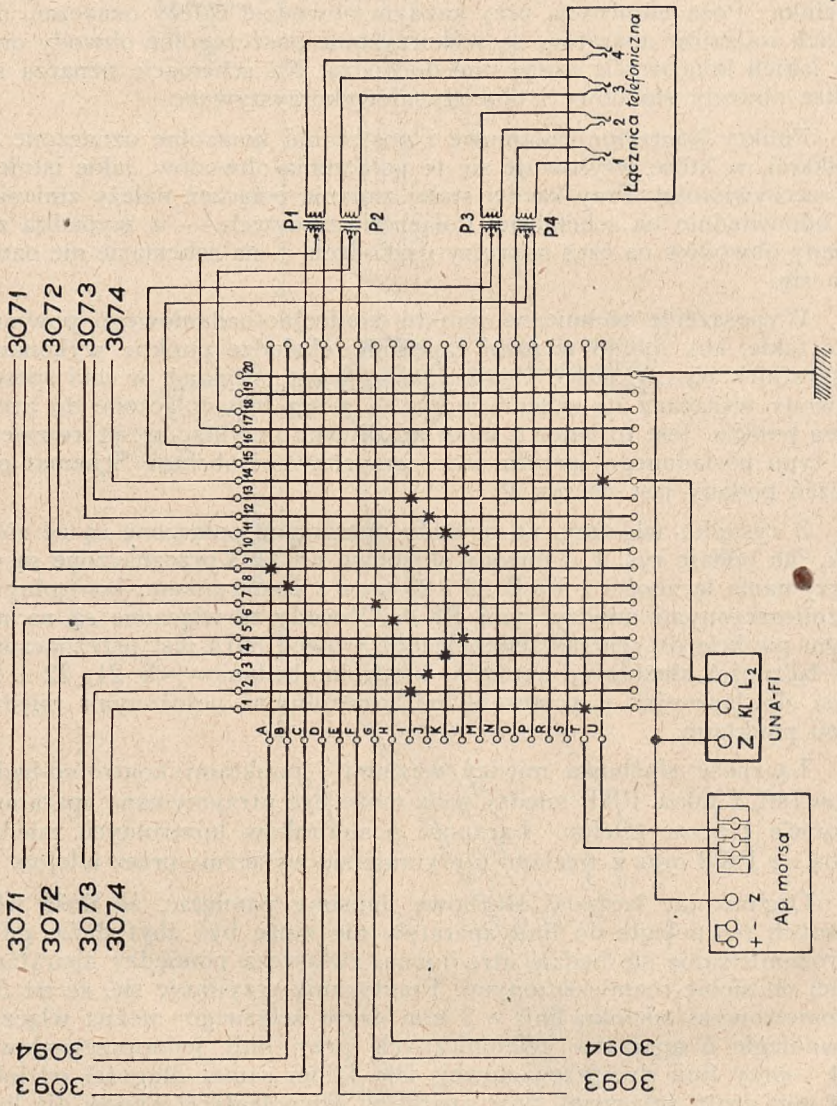 3071
3072
3073
3074
3071
3072
3073
3074
P1
P2
P3
P4
Łącznica telefoniczna
1
2
3
4
1 2 3 4 5 6 7 8 9 10 11 12 13 14 15 16 17 18 19 20
A
B
C
D
E
F
G
H
I
J
K
L
M
N
O
P
R
S
T
U
Z KL L2
UNA-FI
+ - Z
Ap. morsa
3094
3093
3094
3093